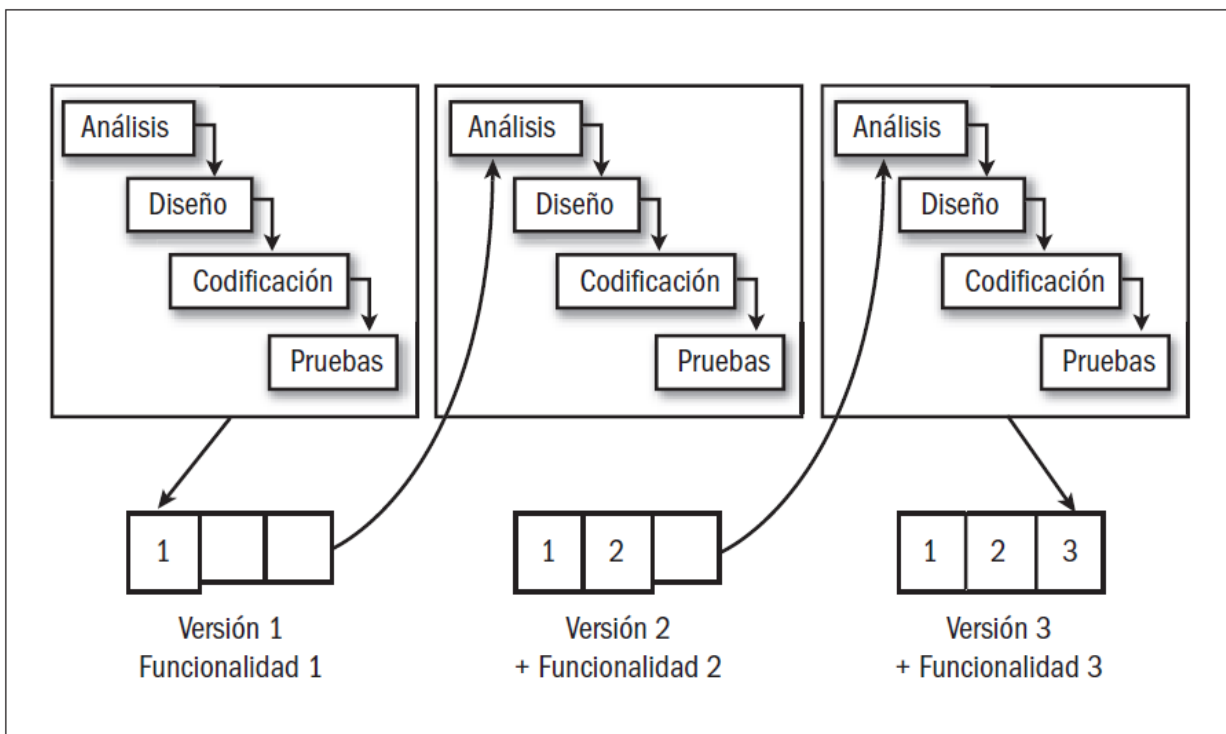 Análisis
Diseño
Codificación
Pruebas
Análisis
Diseño
Codificación
Pruebas
Análisis
Diseño
Codificación
Pruebas
1
Versión 1
Funcionalidad 1
1 2
Versión 2
+ Funcionalidad 2
1 2 3
Versión 3
+ Funcionalidad 3